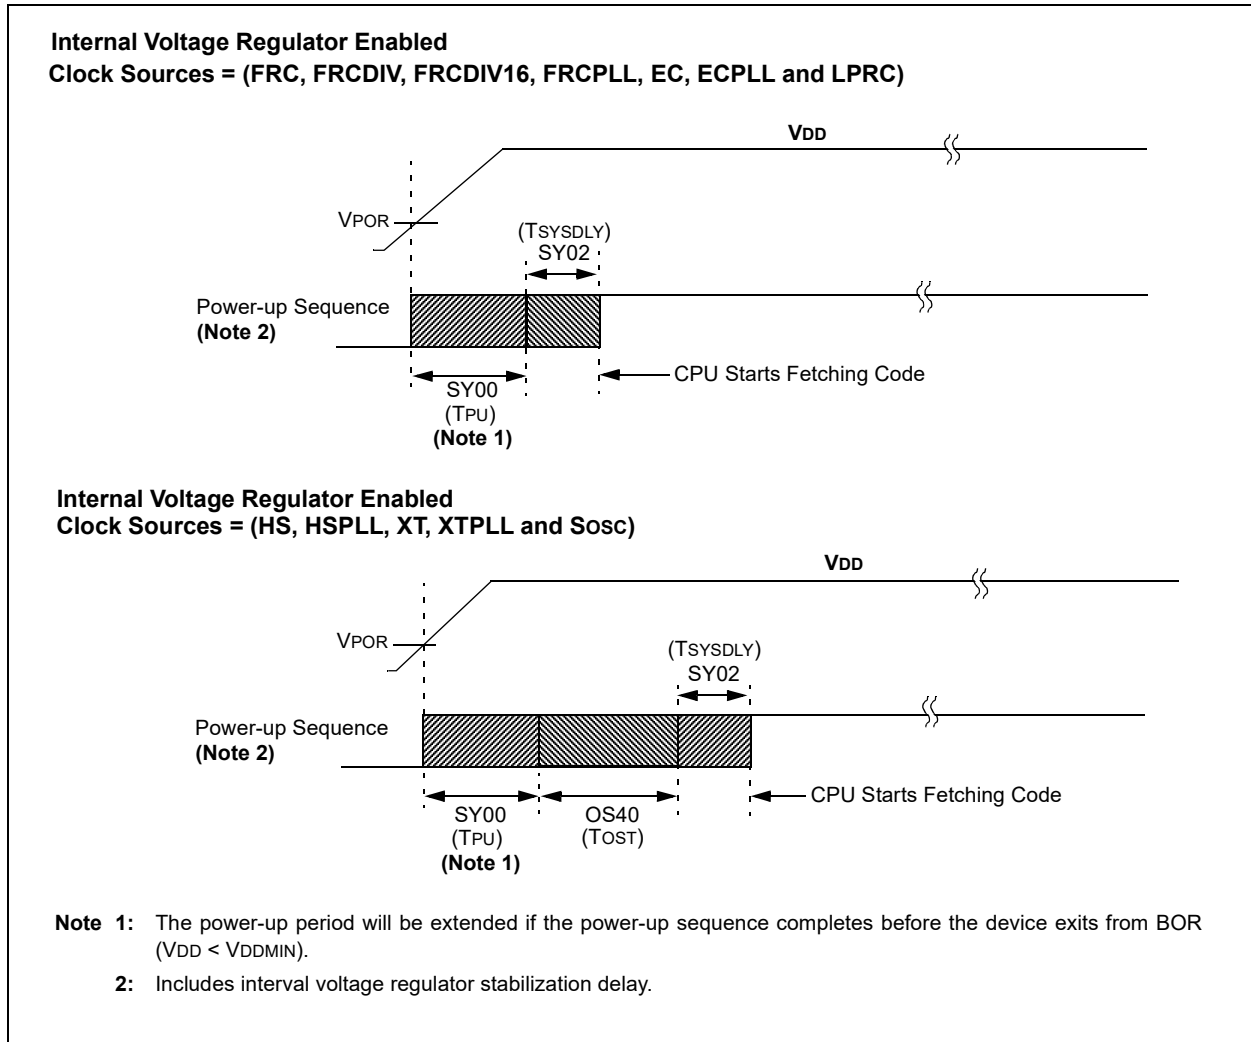 Internal Voltage Regulator Enabled
Clock Sources = (FRC, FRCDIV, FRCDIV16, FRCPLL, EC, ECPLL and LPRC)
VDD
VPOR
(TSYSDLY)
SY02
Power-up Sequence
(Note 2)
CPU Starts Fetching Code
SY00
(TPU)
(Note 1)
Internal Voltage Regulator Enabled
Clock Sources = (HS, HSPLL, XT, XTPLL and SOSC)
VDD
VPOR
(TSYSDLY)
SY02
Power-up Sequence
(Note 2)
CPU Starts Fetching Code
SY00
(TPU)
(Note 1)
OS40
(TOST)
Note 1: The power-up period will be extended if the power-up sequence completes before the device exits from BOR
(VDD < VDDMIN).
2: Includes interval voltage regulator stabilization delay.